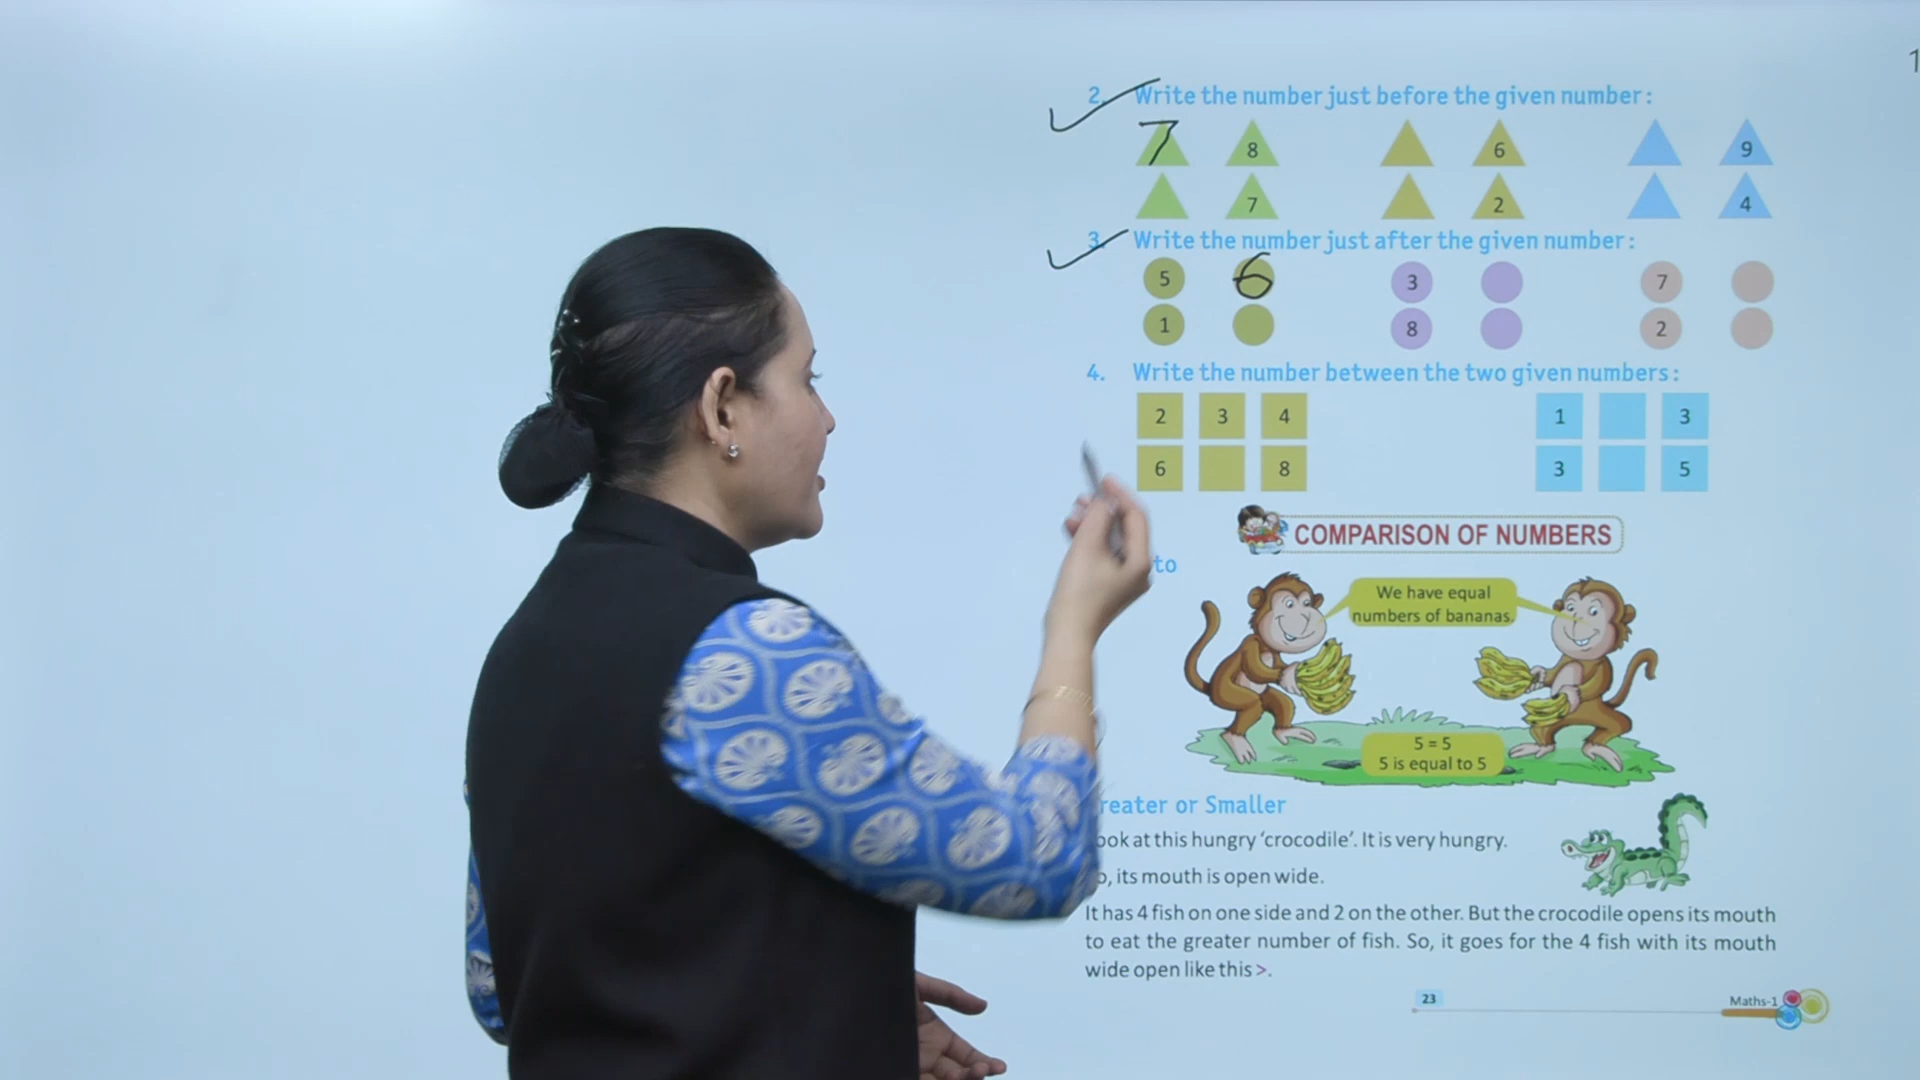 1
2. Write the number just before the given number:
7 8 6 9
7 2 4
3. Write the number just after the given number:
5 6 3 7
1 8 2
4. Write the number between the two given numbers:
2 3 4 1 3
6 8 3 5
COMPARISON OF NUMBERS
to
We have equal
numbers of bananas.
5 = 5
5 is equal to 5
reater or Smaller
ook at this hungry ‘crocodile’. It is very hungry.
o, its mouth is open wide.
It has 4 fish on one side and 2 on the other. But the crocodile opens its mouth
to eat the greater number of fish. So, it goes for the 4 fish with its mouth
wide open like this >.
23 Maths-1